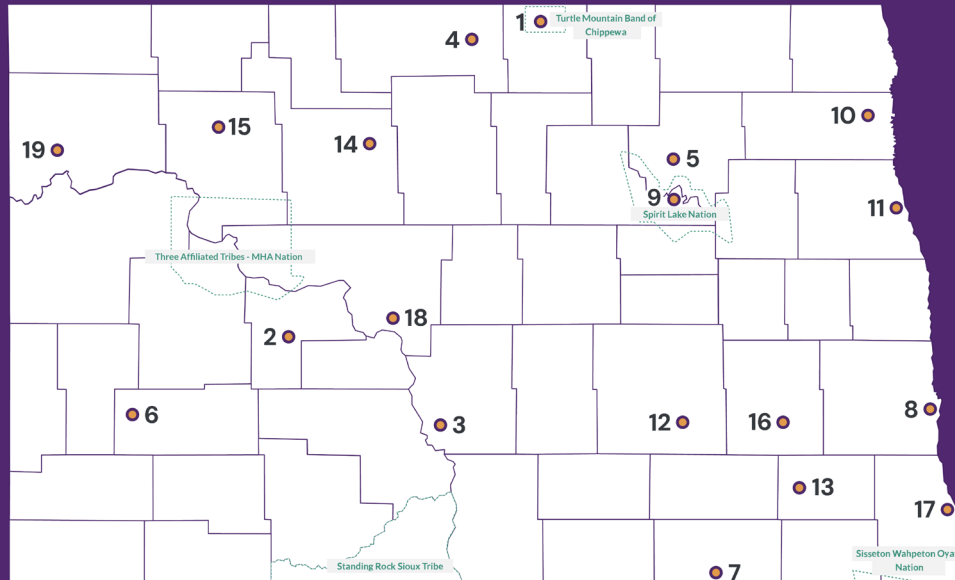 1
Turtle Mountain Band of
Chippewa
4
10
15
14
19
5
9
11
Spirit Lake Nation
Three Affiliated Tribes - MHA Nation
18
2
8
6
3
12
16
13
17
Sisseton Wahpeton Oya
Nation
Standing Rock Sioux Tribe
7